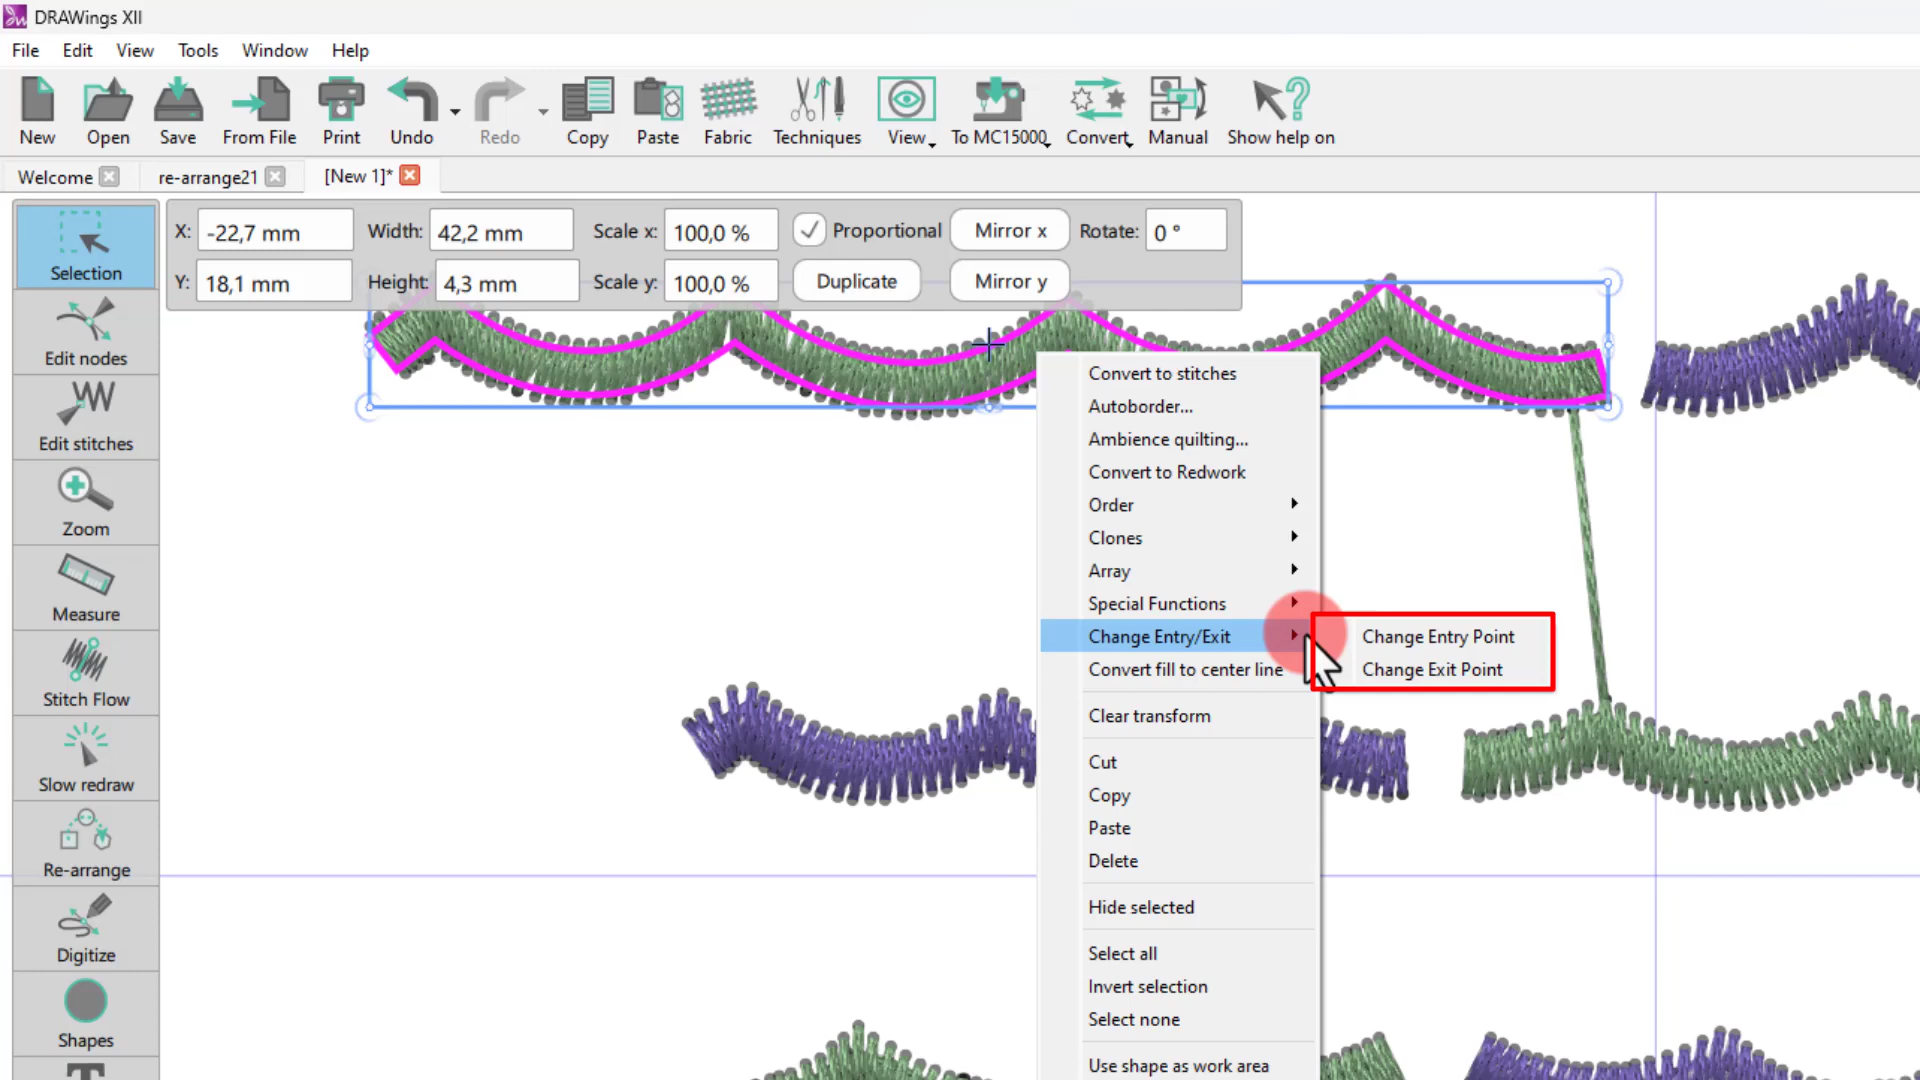 DRAWings XII
File Edit View Tools Window Help
New Open Save From File Print Undo Redo Copy Paste Fabric Techniques View To MC15000 Convert Manual Show help on
Welcome re-arrange21 [New 1]*
X: -22,7 mm Width: 42,2 mm Scale x: 100,0 % Proportional Mirror x Rotate: 0 °
Y: 18,1 mm Height: 4,3 mm Scale y: 100,0 % Duplicate Mirror y
Selection
Edit nodes
Edit stitches
Zoom
Measure
Stitch Flow
Slow redraw
Re-arrange
Digitize
Shapes
Convert to stitches
Autoborder...
Ambience quilting...
Convert to Redwork
Order
Clones
Array
Special Functions
Change Entry/Exit
Convert fill to center line
Clear transform
Cut
Copy
Paste
Delete
Hide selected
Select all
Invert selection
Select none
Use shape as work area
Change Entry Point
Change Exit Point